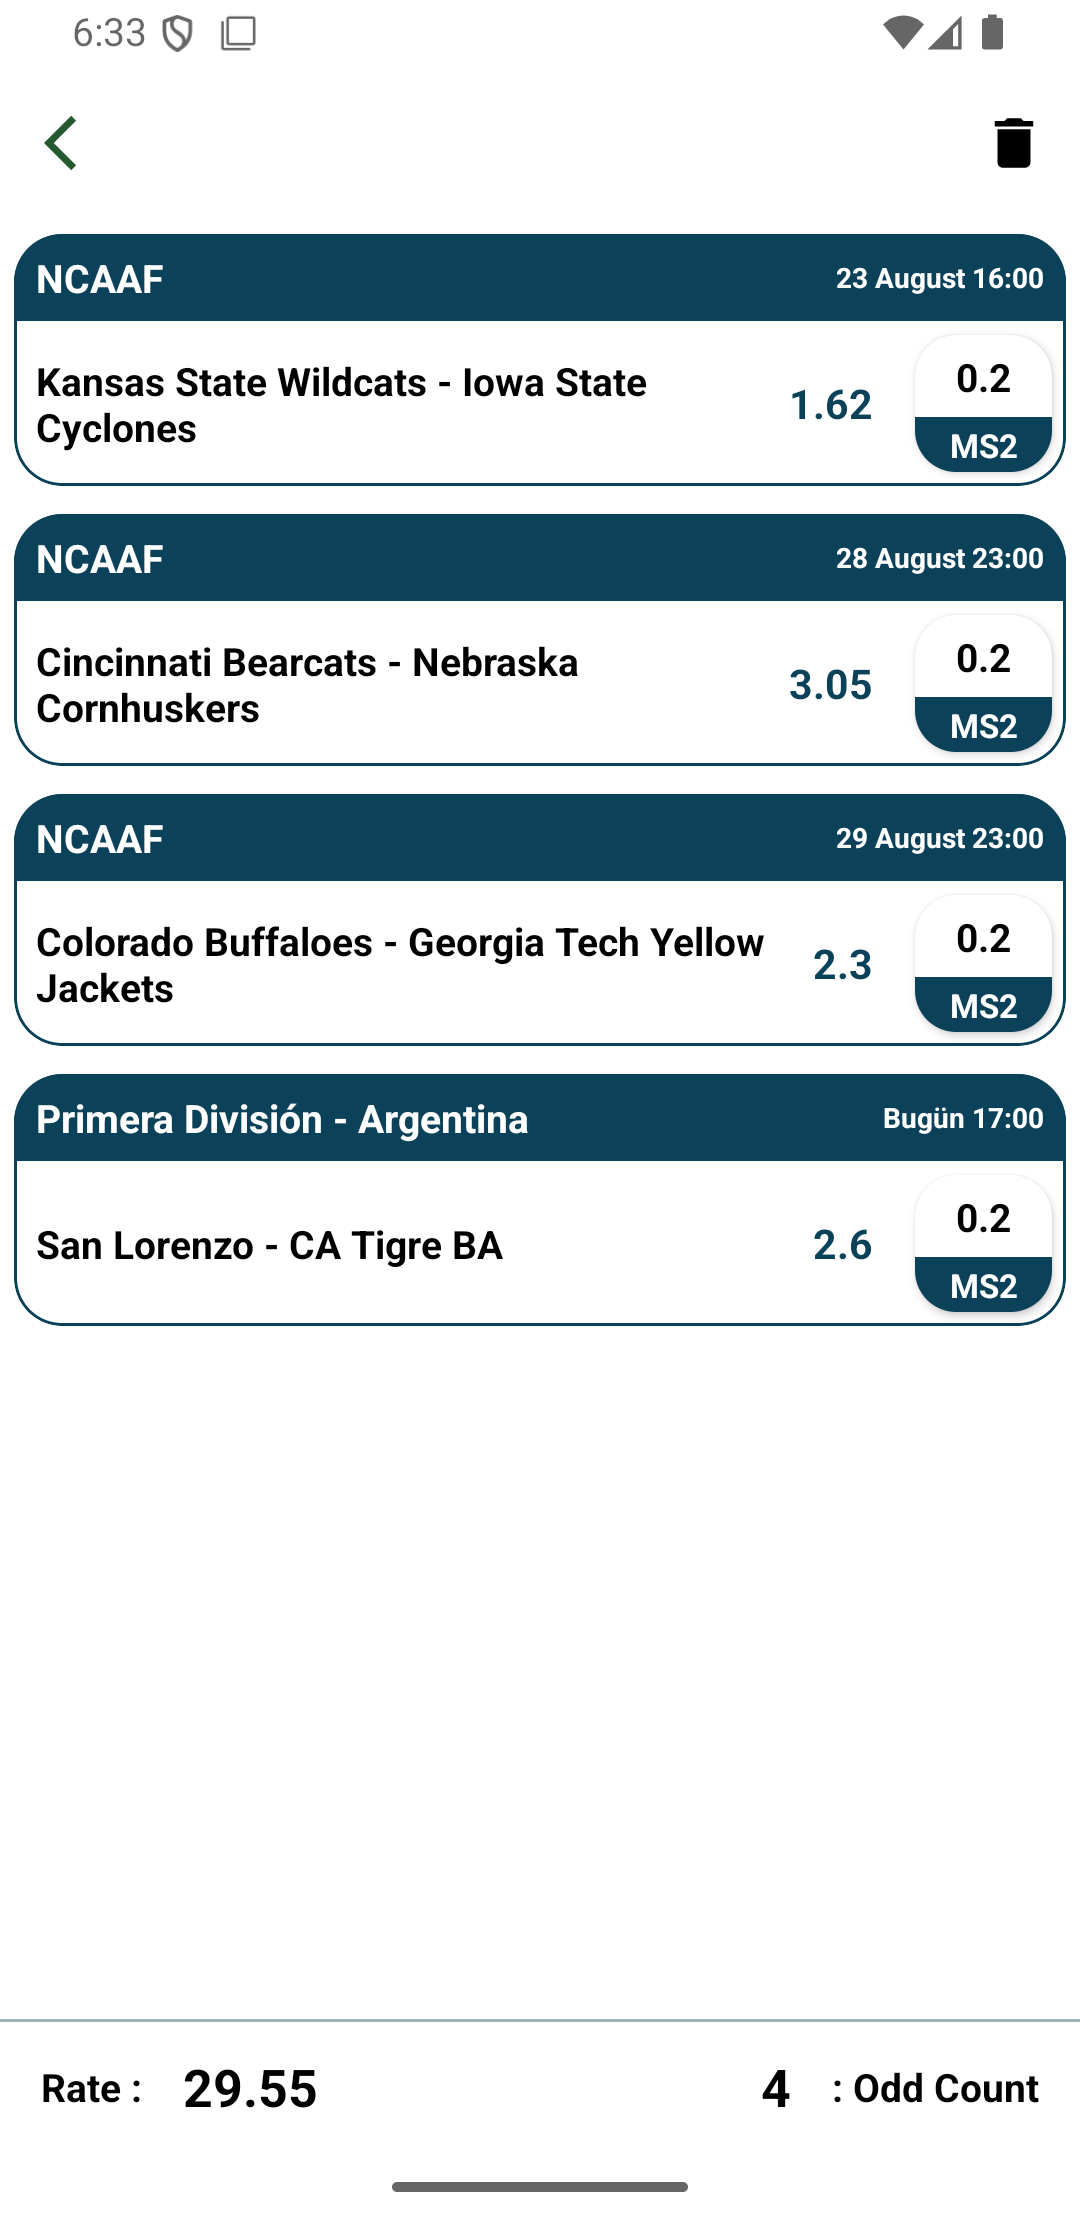 6:33
NCAAF 23 August 16:00
Kansas State Wildcats - Iowa State
Cyclones
1.62
0.2
MS2
NCAAF 28 August 23:00
Cincinnati Bearcats - Nebraska
Cornhuskers
3.05
0.2
MS2
NCAAF 29 August 23:00
Colorado Buffaloes - Georgia Tech Yellow
Jackets
2.3
0.2
MS2
Primera División - Argentina Bugün 17:00
San Lorenzo - CA Tigre BA
2.6
0.2
MS2
Rate : 29.55 4 : Odd Count